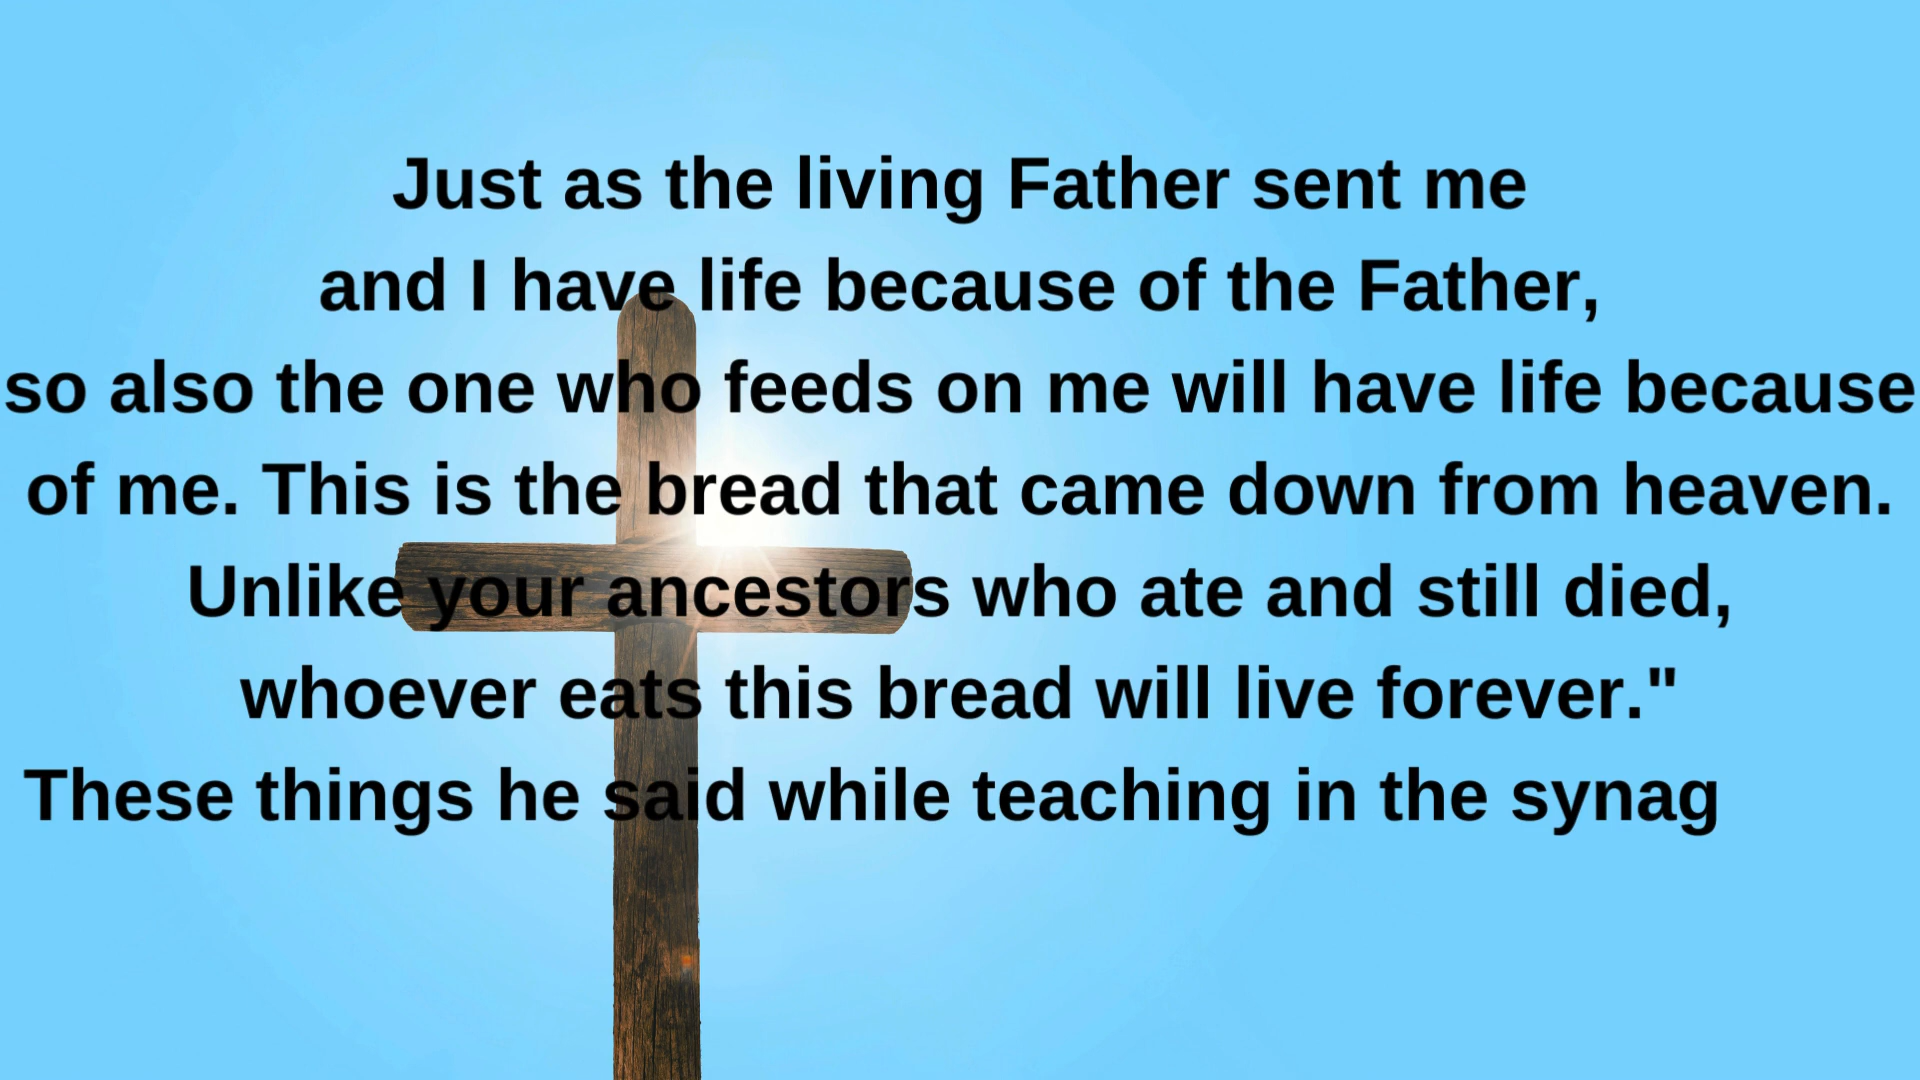 Just as the living Father sent me
and I have life because of the Father,
so also the one who feeds on me will have life because
of me. This is the bread that came down from heaven.
Unlike your ancestors who ate and still died,
whoever eats this bread will live forever."
These things he said while teaching in the synag